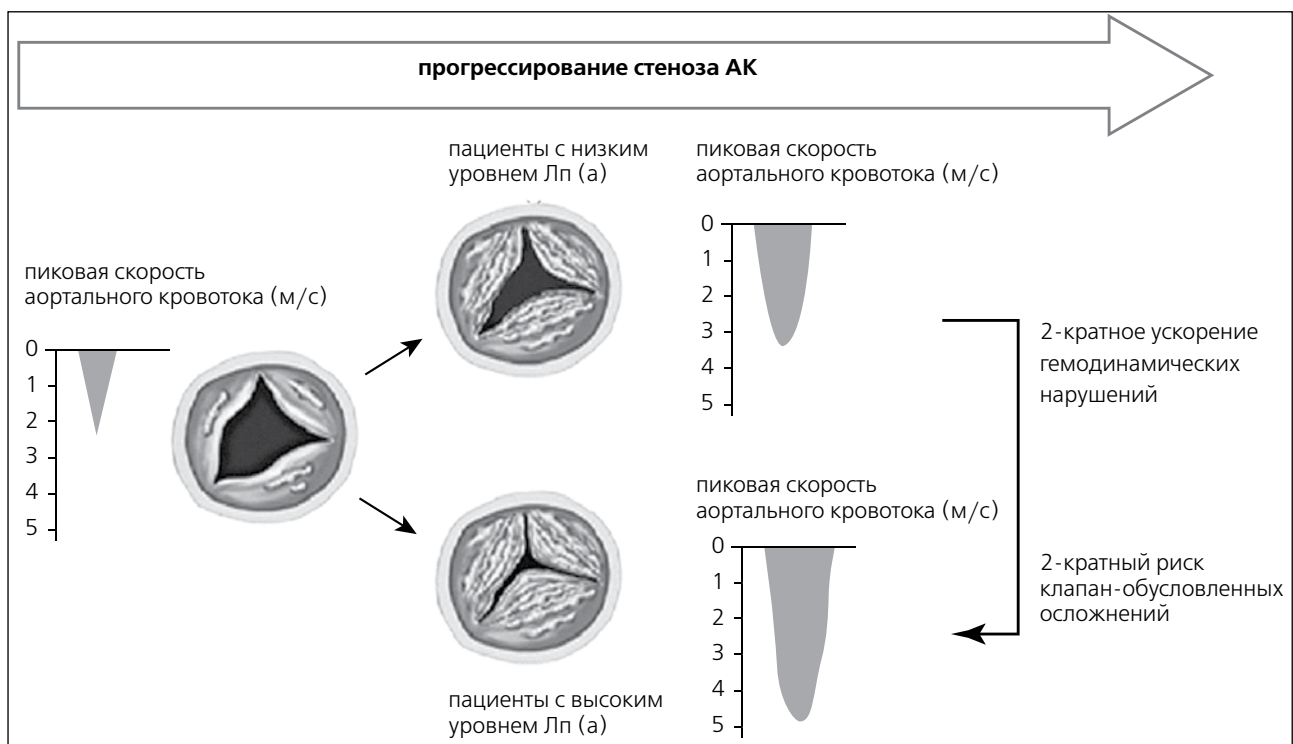 прогрессирование стеноза АК
пиковая скорость
аортального кровотока (м/с)
0
1
2
3
4
5
пациенты с низким
уровнем Лп (а)
пациенты с высоким
уровнем Лп (а)
пиковая скорость
аортального кровотока (м/с)
0
1
2
3
4
5
пиковая скорость
аортального кровотока (м/с)
0
1
2
3
4
5
2-кратное ускорение
гемодинамических
нарушений
2-кратный риск
клапан-обусловленных
осложнений